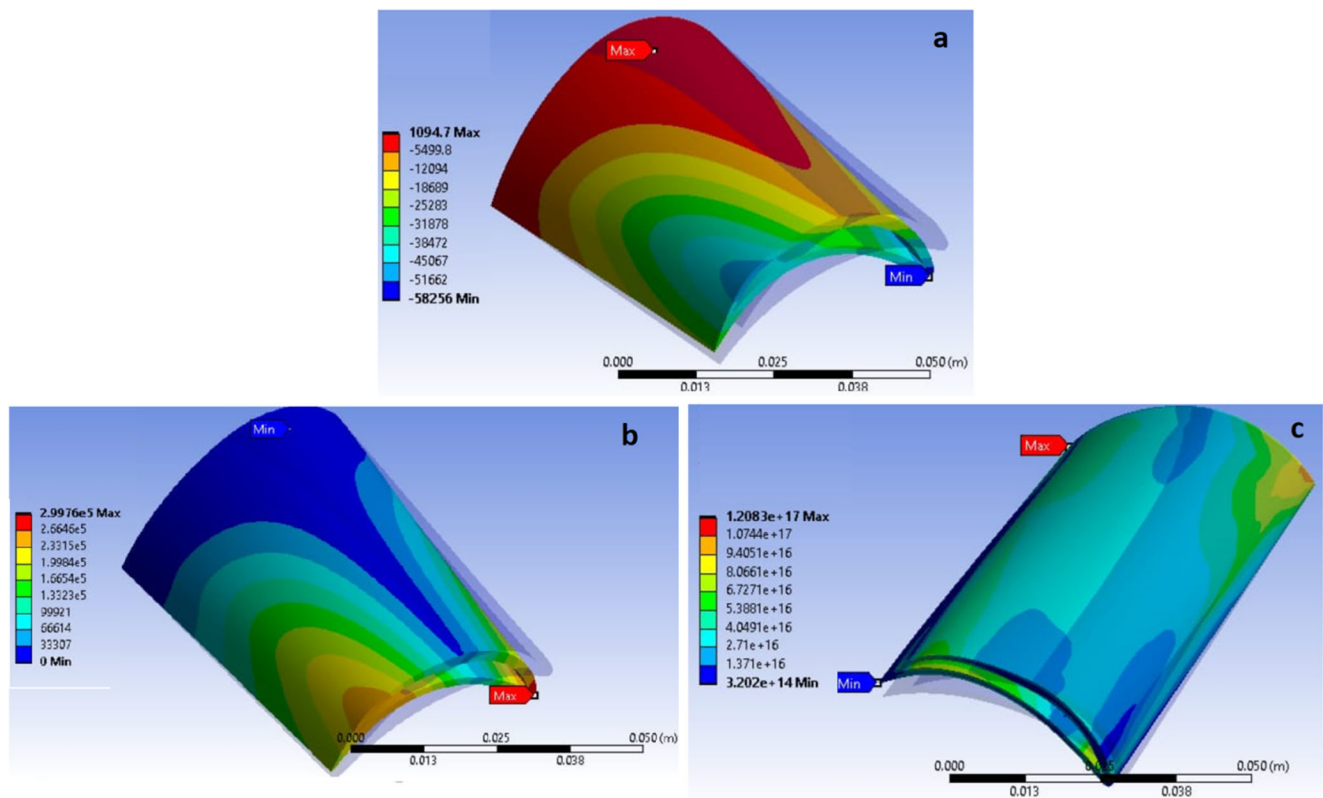 a
Max
1094.7 Max
-5499.8
-12094
-18689
-25283
-31878
-38472
-45067
-51662
-58256 Min
Min
0.000 0.025 0.050 (m)
0.013 0.038
b
Min
2.9976e5 Max
2.6646e5
2.3315e5
1.9984e5
1.6654e5
1.3323e5
99921
66614
33307
0 Min
Max
0.000 0.025 0.050 (m)
0.013 0.038
c
Max
1.2083e+17 Max
1.0744e+17
9.4051e+16
8.0661e+16
6.7271e+16
5.3881e+16
4.0491e+16
2.71e+16
1.371e+16
3.202e+14 Min
Min
0.000 0.025 0.050 (m)
0.013 0.038